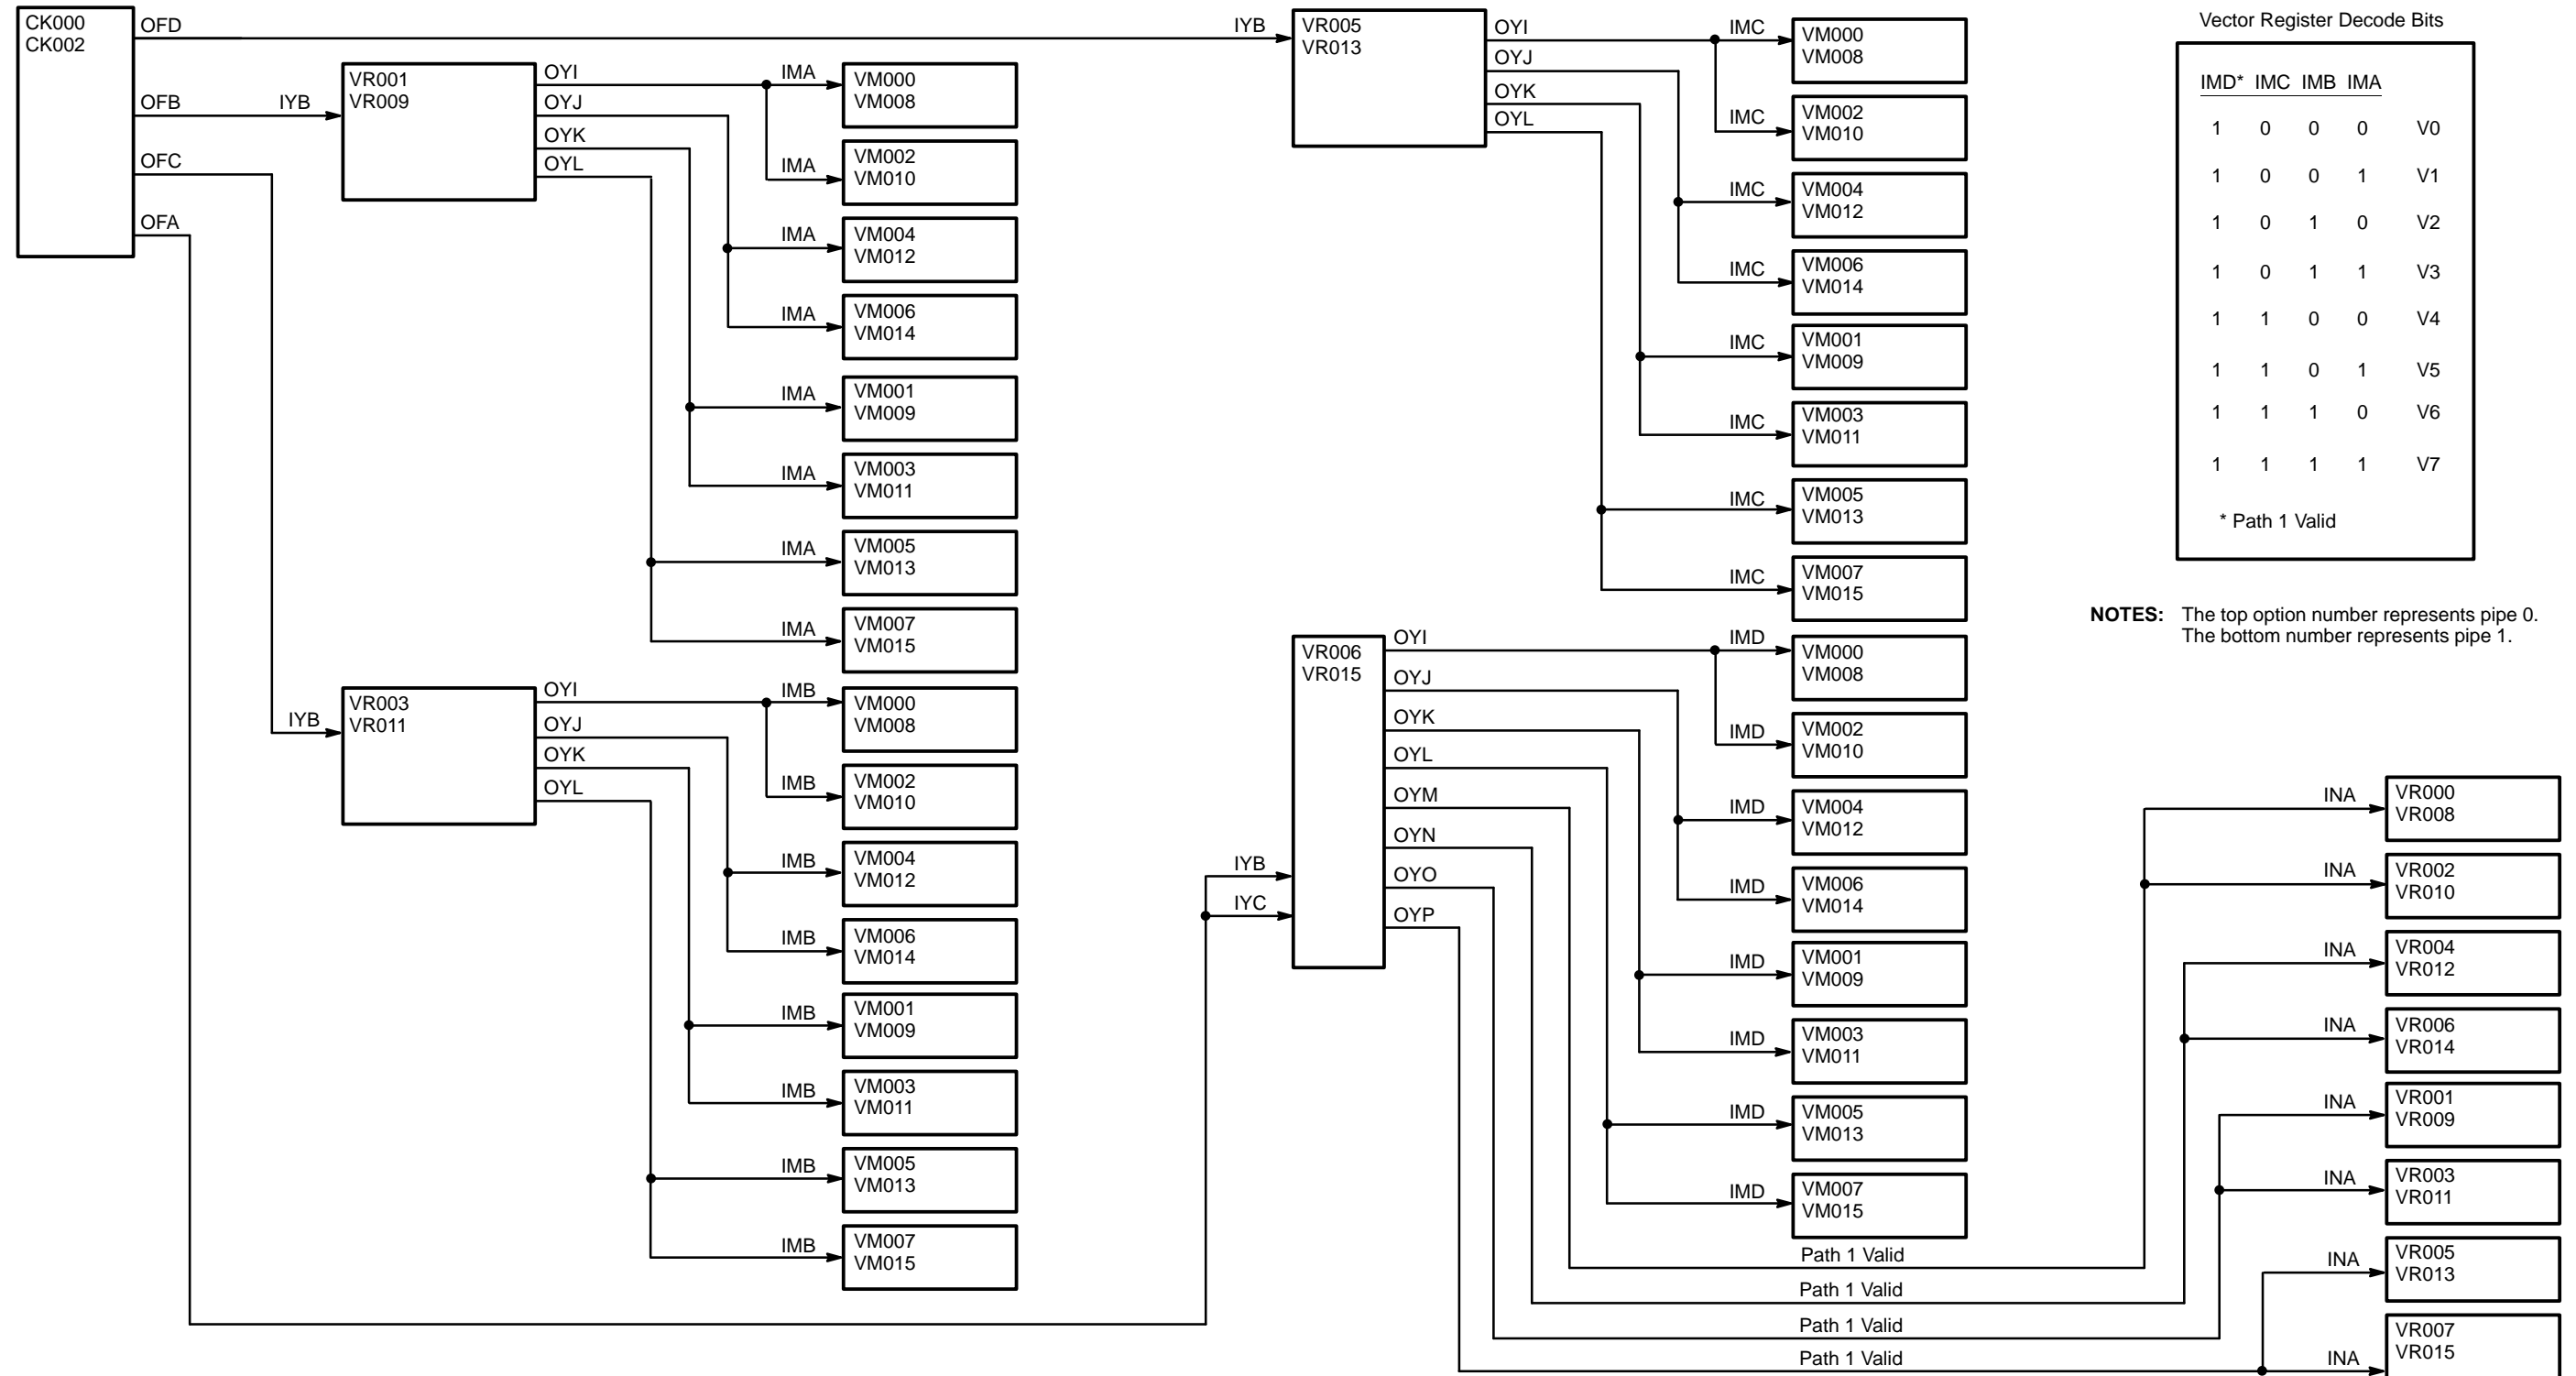 CK000
CK002
OFD
OFB
OFC
OFA
IYB
VR001
VR009
OYI
OYJ
OYK
OYL
IMA
VM000
VM008
IMA
VM002
VM010
IMA
VM004
VM012
IMA
VM006
VM014
IMA
VM001
VM009
IMA
VM003
VM011
IMA
VM005
VM013
IMA
VM007
VM015
IYB
VR003
VR011
OYI
OYJ
OYK
OYL
IMB
VM000
VM008
IMB
VM002
VM010
IMB
VM004
VM012
IMB
VM006
VM014
IMB
VM001
VM009
IMB
VM003
VM011
IMB
VM005
VM013
IMB
VM007
VM015
IYB
VR005
VR013
OYI
OYJ
OYK
OYL
IMC
VM000
VM008
IMC
VM002
VM010
IMC
VM004
VM012
IMC
VM006
VM014
IMC
VM001
VM009
IMC
VM003
VM011
IMC
VM005
VM013
IMC
VM007
VM015
IYB
IYC
VR006
VR015
OYI
OYJ
OYK
OYL
OYM
OYN
OYO
OYP
IMD
VM000
VM008
IMD
VM002
VM010
IMD
VM004
VM012
IMD
VM006
VM014
IMD
VM001
VM009
IMD
VM003
VM011
IMD
VM005
VM013
IMD
VM007
VM015
Path 1 Valid
Path 1 Valid
Path 1 Valid
Path 1 Valid
Vector Register Decode Bits
IMD* IMC IMB IMA
1 0 0 0 V0
1 0 0 1 V1
1 0 1 0 V2
1 0 1 1 V3
1 1 0 0 V4
1 1 0 1 V5
1 1 1 0 V6
1 1 1 1 V7
* Path 1 Valid
NOTES: The top option number represents pipe 0.
The bottom number represents pipe 1.
INA
VR000
VR008
INA
VR002
VR010
INA
VR004
VR012
INA
VR006
VR014
INA
VR001
VR009
INA
VR003
VR011
INA
VR005
VR013
INA
VR007
VR015